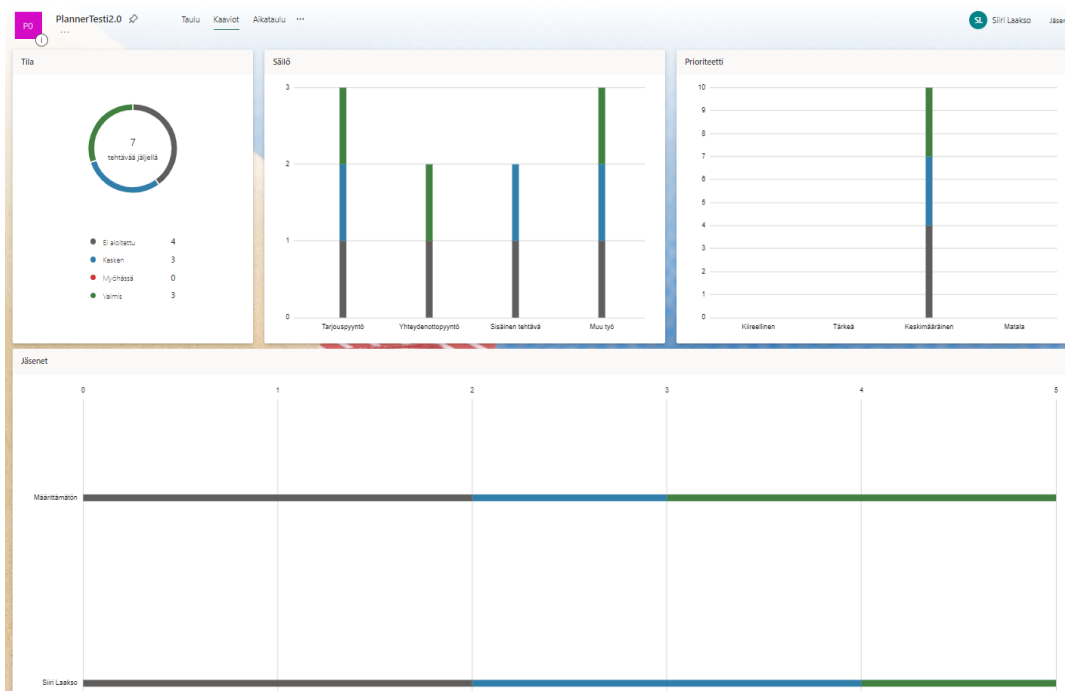 P0
PlannerTesti2.0
Taulu
Kaaviot
Aikataulu
...
SL
Siiri Laakso
...
Tila
7
tehtävää jäljellä
Ei aloitettu 4
Kesken 3
Myöhässä 0
Valmis 3
Säilö
3
2
1
0
Tarjouspyyntö
Yhteydenottopyyntö
Sisäinen tehtävä
Muu työ
Prioriteetti
10
9
8
7
6
5
4
3
2
1
0
Kiireellinen
Tärkeä
Keskimääräinen
Matala
Jäsenet
0 1 2 3 4 5
Määrittämätön
Siiri Laakso